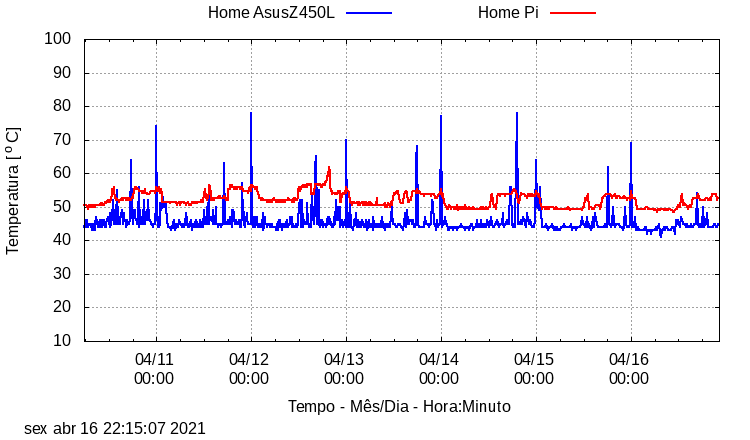 Home AsusZ450L Home Pi
100
90
80
70
60
50
40
30
20
10
Temperatura [ º C]
04/11 04/12 04/13 04/14 04/15 04/16
00:00 00:00 00:00 00:00 00:00 00:00
Tempo - Mês/Dia - Hora:Minuto
sex abr 16 22:15:07 2021